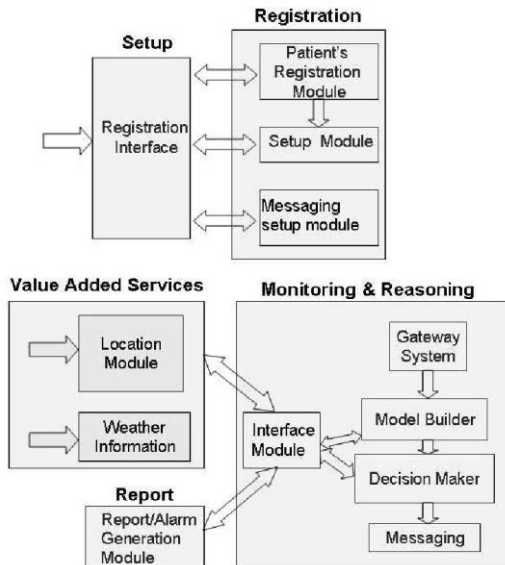 Registration
Setup
Patient's
Registration
Module
Registration
Interface
Setup Module
Messaging
setup module
Value Added Services
Monitoring & Reasoning
Location
Module
Weather
Information
Gateway
System
Interface
Module
Model Builder
Decision Maker
Messaging
Report
Report/Alarm
Generation
Module